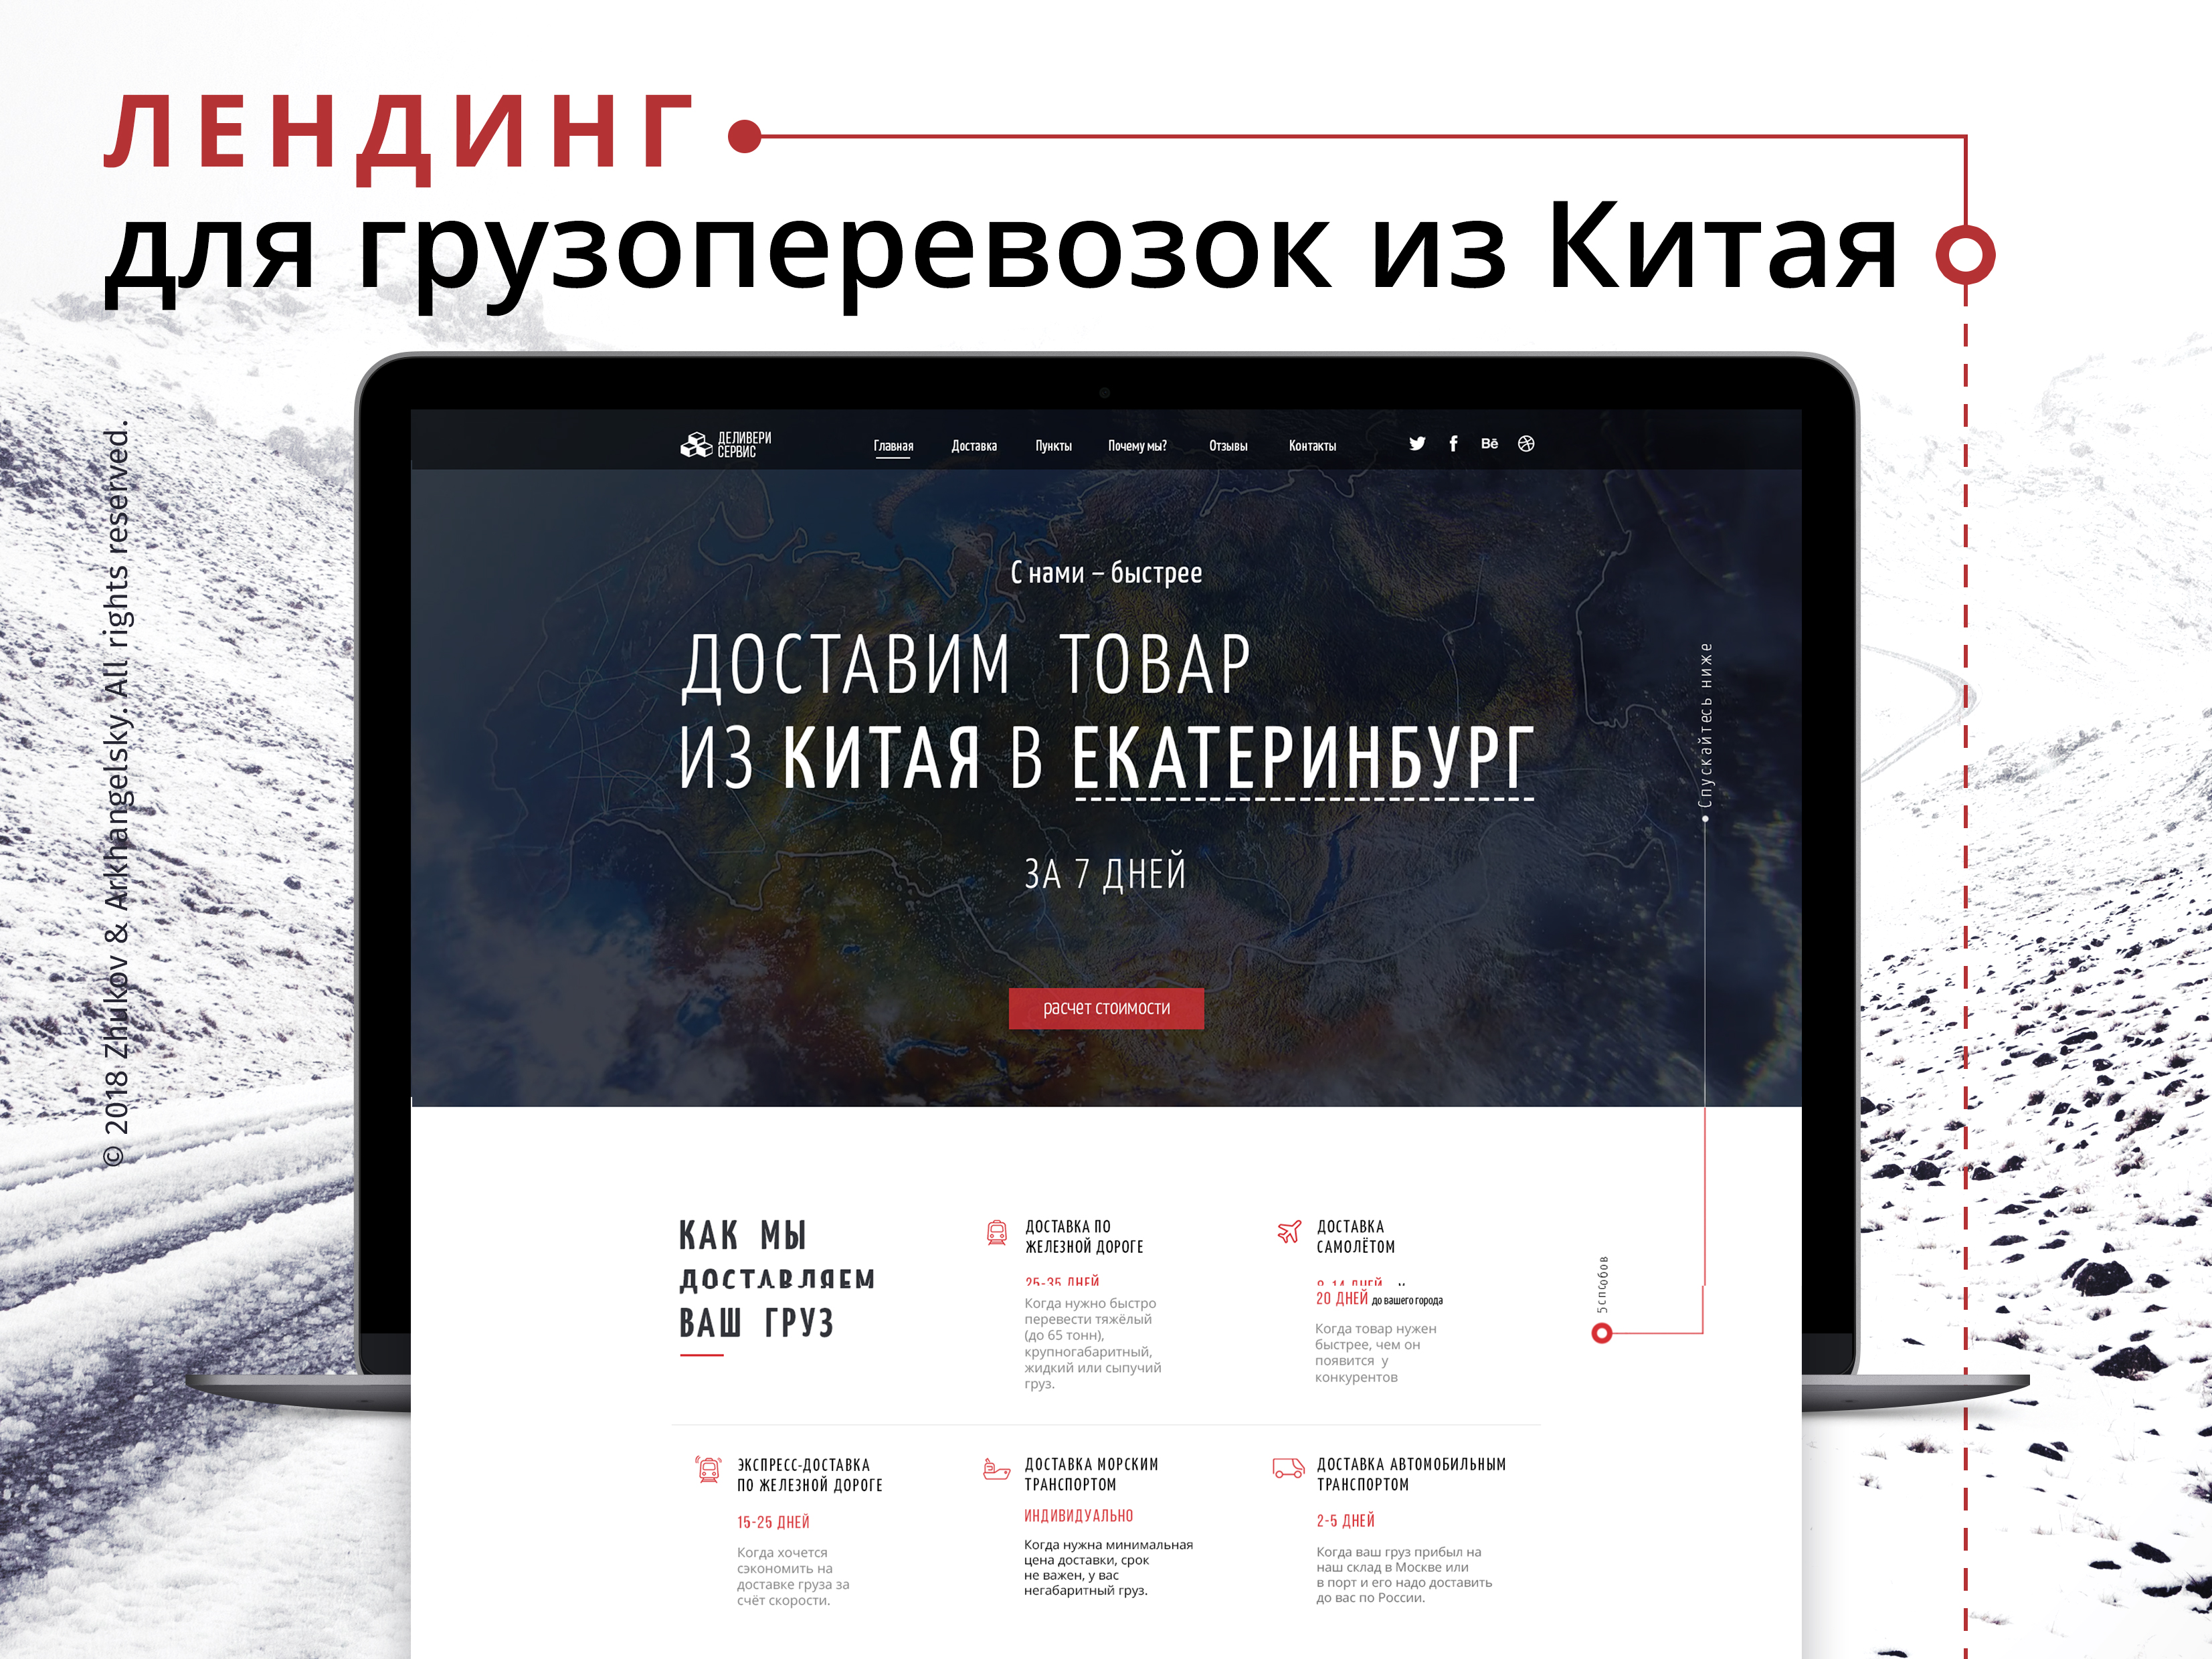 ЛЕНДИНГ
для грузоперевозок из Китая
© 2018 Zhukov & Arkhangelsky. All rights reserved.
ДЕЛИВЕРИ
СЕРВИС
Главная Доставка Пункты Почему мы? Отзывы Контакты
Bē
С нами – быстрее
ДОСТАВИМ ТОВАР
ИЗ КИТАЯ В ЕКАТЕРИНБУРГ
ЗА 7 ДНЕЙ
расчет стоимости
Спускайтесь ниже
КАК МЫ
ДОСТАВЛЯЕМ
ВАШ ГРУЗ
ДОСТАВКА ПО
ЖЕЛЕЗНОЙ ДОРОГЕ
25-35 ДНЕЙ
Когда нужно быстро
перевести тяжёлый
(до 65 тонн),
крупногабаритный,
жидкий или сыпучий
груз.
ДОСТАВКА
САМОЛЁТОМ
20 ДНЕЙ до вашего города
Когда товар нужен
быстрее, чем он
появится у
конкурентов
5 спсобов
ЭКСПРЕСС-ДОСТАВКА
ПО ЖЕЛЕЗНОЙ ДОРОГЕ
15-25 ДНЕЙ
Когда хочется
сэкономить на
доставке груза за
счёт скорости.
ДОСТАВКА МОРСКИМ
ТРАНСПОРТОМ
ИНДИВИДУАЛЬНО
Когда нужна минимальная
цена доставки, срок
не важен, у вас
негабаритный груз.
ДОСТАВКА АВТОМОБИЛЬНЫМ
ТРАНСПОРТОМ
2-5 ДНЕЙ
Когда ваш груз прибыл на
наш склад в Москве или
в порт и его надо доставить
до вас по России.